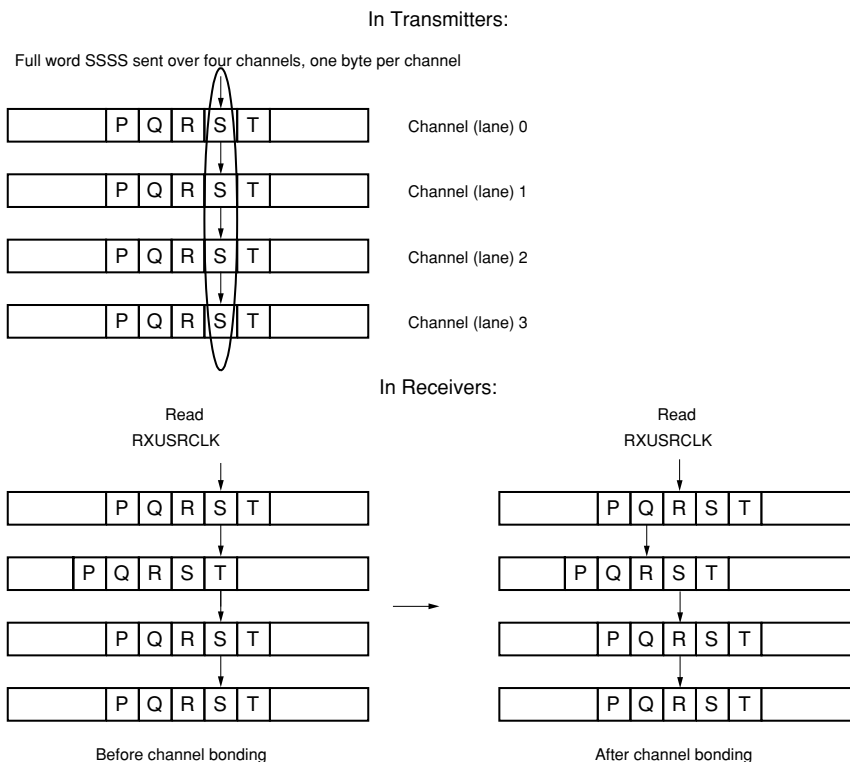 In Transmitters:
Full word SSSS sent over four channels, one byte per channel
P Q R S T Channel (lane) 0
P Q R S T Channel (lane) 1
P Q R S T Channel (lane) 2
P Q R S T Channel (lane) 3
In Receivers:
Read Read
RXUSRCLK RXUSRCLK
P Q R S T P Q R S T
P Q R S T P Q R S T
P Q R S T P Q R S T
P Q R S T P Q R S T
Before channel bonding After channel bonding